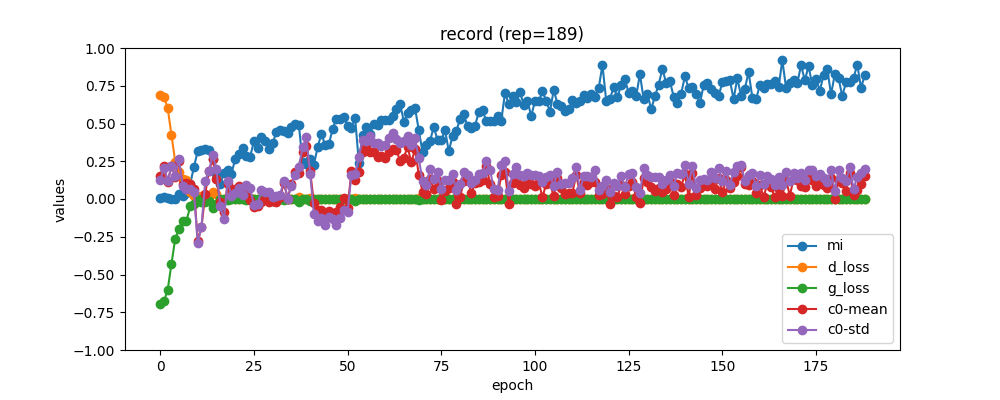 record (rep=189)
1.00
0.75
0.50
0.25
0.00
−0.25
−0.50
−0.75
−1.00
values
0 25 50 75 100 125 150 175
epoch
mi
d_loss
g_loss
c0-mean
c0-std